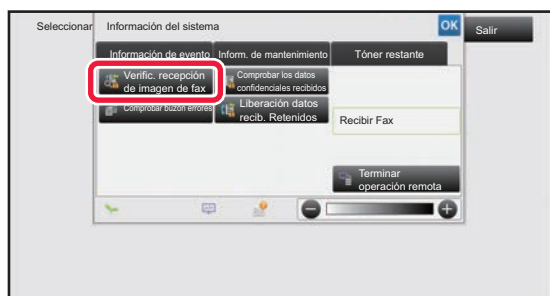 Seleccionar
Información del sistema
OK
Salir
Información de evento
Inform. de mantenimiento
Tóner restante
Verific. recepción
de imagen de fax
Comprobar los datos
confidenciales recibidos
Comprobar buzón errores
Liberación datos
recib. Retenidos
Recibir Fax
Terminar
operación remota